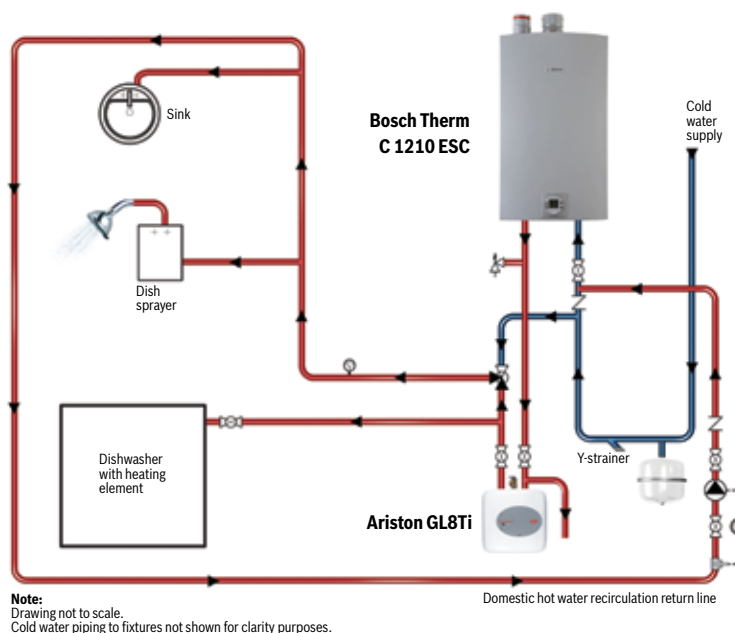 Sink
Bosch Therm
C 1210 ESC
Cold
water
supply
Dish
sprayer
Dishwasher
with heating
element
Y-strainer
Ariston GL8Ti
Domestic hot water recirculation return line
Note:
Drawing not to scale.
Cold water piping to fixtures not shown for clarity purposes.